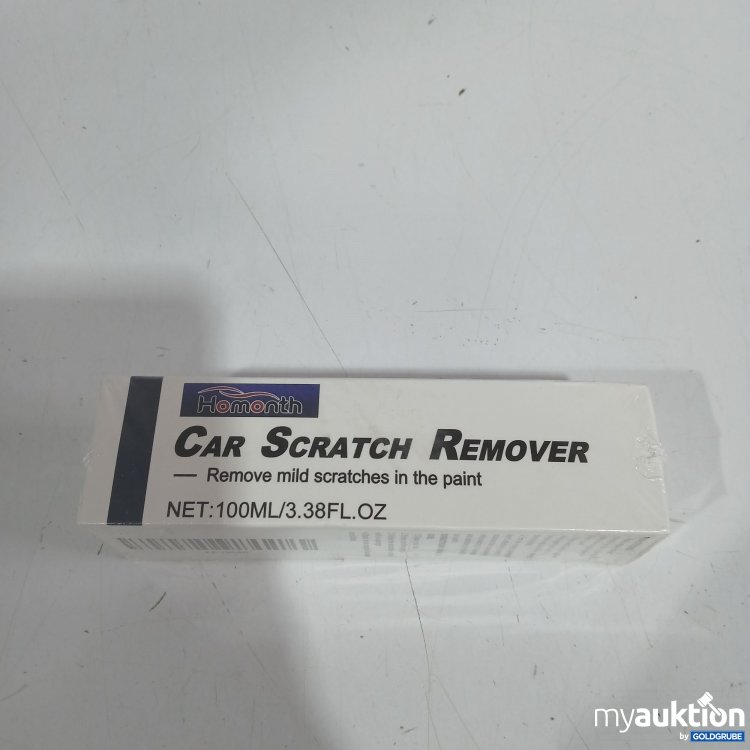 Homonth
CAR SCRATCH REMOVER
— Remove mild scratches in the paint
NET:100ML/3.38FL.OZ
myauktion
by GOLDGRUBE